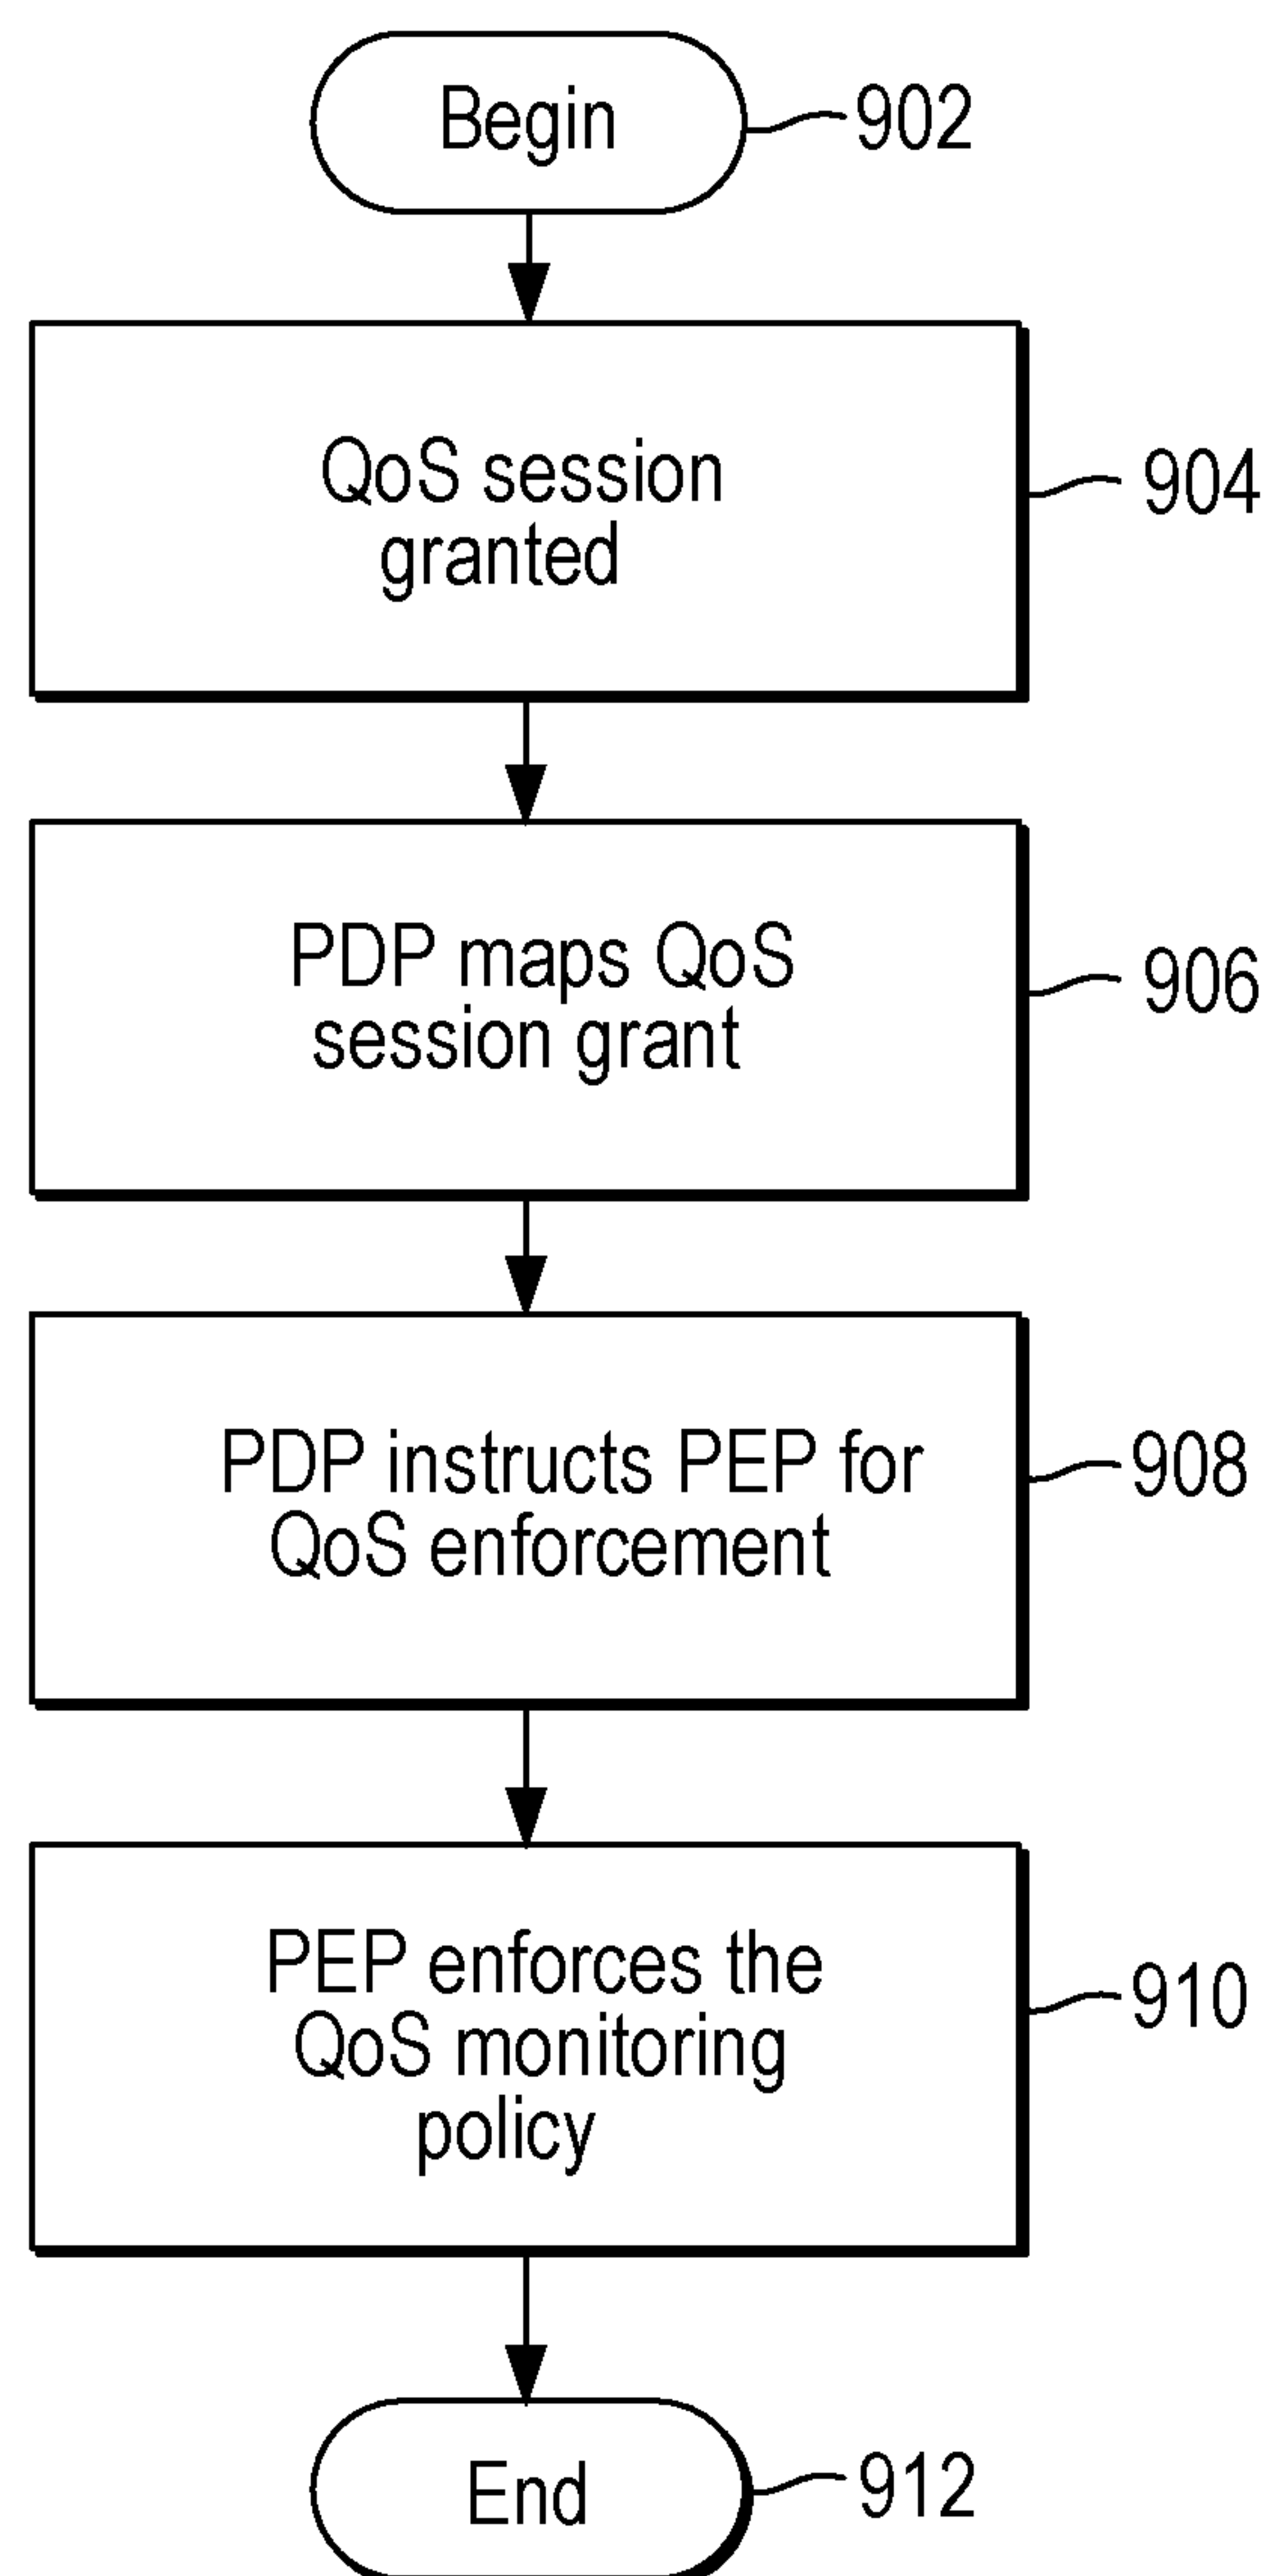 Begin
902
QoS session
granted
904
PDP maps QoS
session grant
906
PDP instructs PEP for
QoS enforcement
908
PEP enforces the
QoS monitoring
policy
910
End
912